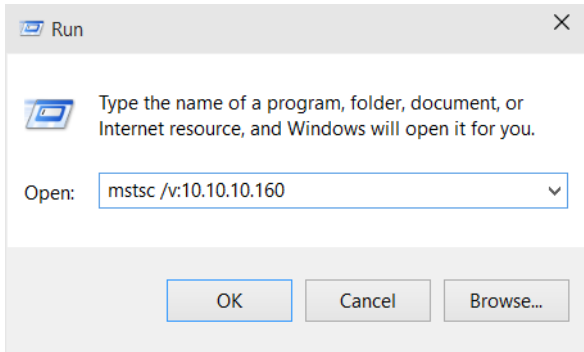 Run
Type the name of a program, folder, document, or
Internet resource, and Windows will open it for you.
Open: mstsc /v:10.10.10.160
OK Cancel Browse...